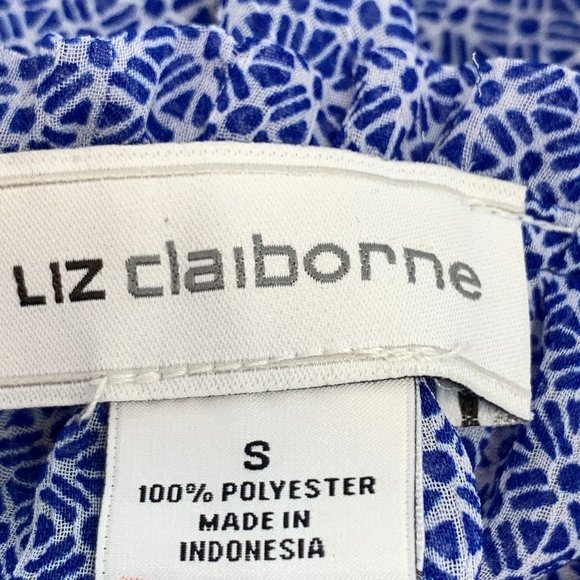 LIZ claiborne
S
100% POLYESTER
MADE IN
INDONESIA